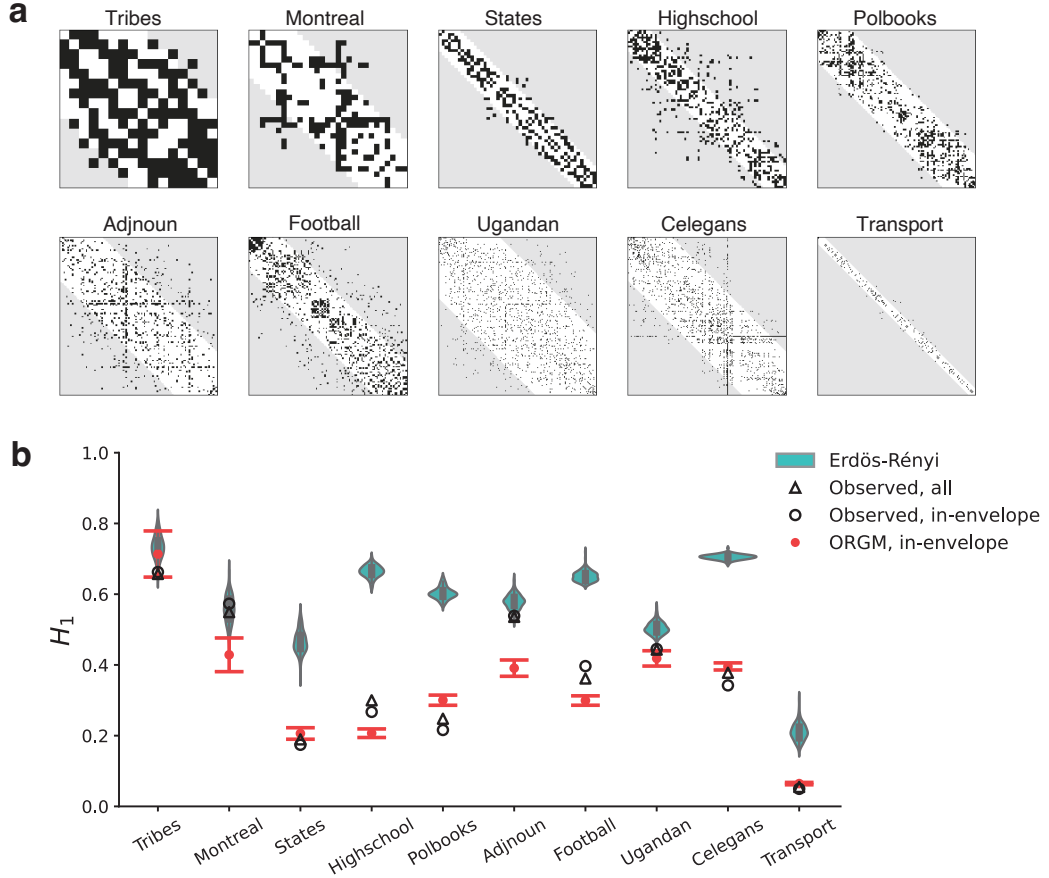 a
Tribes Montreal States Highschool Polbooks
Adjnoun Football Ugandan Celegans Transport
b
1.0
0.8
0.6
0.4
0.2
0.0
H1
Erdös-Rényi
Observed, all
Observed, in-envelope
ORGM, in-envelope
Tribes Montreal States Highschool Polbooks Adjnoun Football Ugandan Celegans Transport